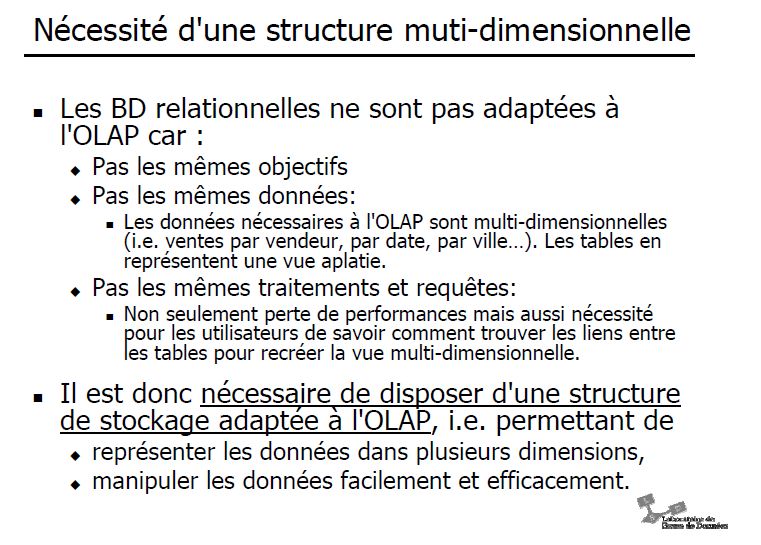 Nécessité d'une structure muti-dimensionnelle
Les BD relationnelles ne sont pas adaptées à
l'OLAP car :
Pas les mêmes objectifs
Pas les mêmes données:
Les données nécessaires à l'OLAP sont multi-dimensionnelles
(i.e. ventes par vendeur, par date, par ville…). Les tables en
représentent une vue aplatie.
Pas les mêmes traitements et requêtes:
Non seulement perte de performances mais aussi nécessité
pour les utilisateurs de savoir comment trouver les liens entre
les tables pour recréer la vue multi-dimensionnelle.
Il est donc nécessaire de disposer d'une structure
de stockage adaptée à l'OLAP, i.e. permettant de
représenter les données dans plusieurs dimensions,
manipuler les données facilement et efficacement.
Laboratoire de
Bases de Données